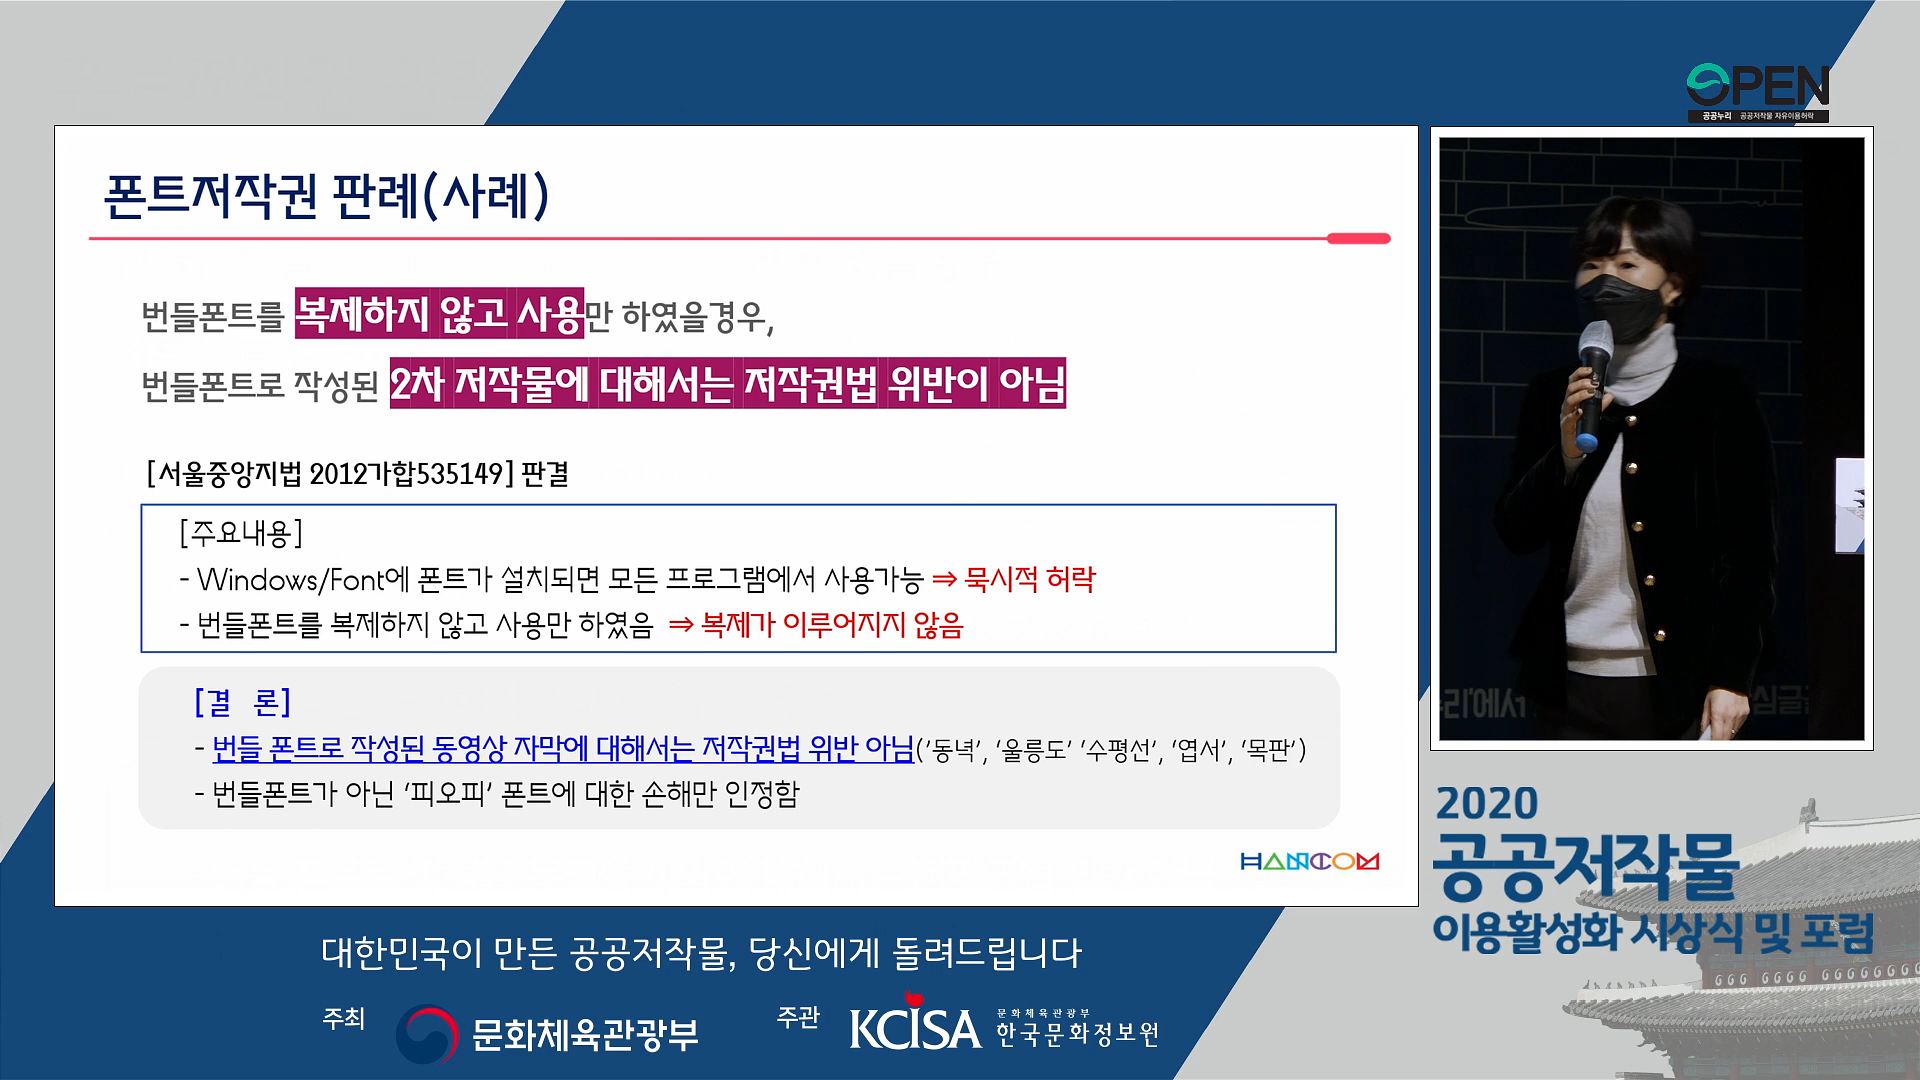 OPEN
공공누리 공공저작물 자유이용허락
폰트저작권 판례(사례)
번들폰트를 복제하지 않고 사용만 하였을경우,
번들폰트로 작성된 2차 저작물에 대해서는 저작권법 위반이 아님
[서울중앙지법 2012가합535149] 판결
[주요내용]
- Windows/Font에 폰트가 설치되면 모든 프로그램에서 사용가능 ⇒ 묵시적 허락
- 번들폰트를 복제하지 않고 사용만 하였음 ⇒ 복제가 이루어지지 않음
[결 론]
- 번들 폰트로 작성된 동영상 자막에 대해서는 저작권법 위반 아님('동녘', '울릉도' '수평선', '엽서', '목판')
- 번들폰트가 아닌 '피오피' 폰트에 대한 손해만 인정함
HANCOM
리'에서
심글
2020
공공저작물
이용활성화 시상식 및 포럼
대한민국이 만든 공공저작물, 당신에게 돌려드립니다
주최 문화체육관광부
주관 KCISA 문화체육관광부 한국문화정보원